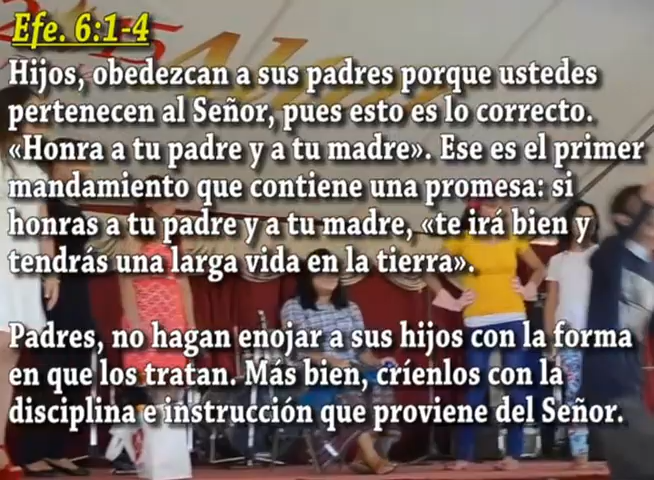 Efe. 6:1-4
Hijos, obedezcan a sus padres porque ustedes
pertenecen al Señor, pues esto es lo correcto.
«Honra a tu padre y a tu madre». Ese es el primer
mandamiento que contiene una promesa: si
honras a tu padre y a tu madre, «te irá bien y
tendrás una larga vida en la tierra».
Padres, no hagan enojar a sus hijos con la forma
en que los tratan. Más bien, críenlos con la
disciplina e instrucción que proviene del Señor.